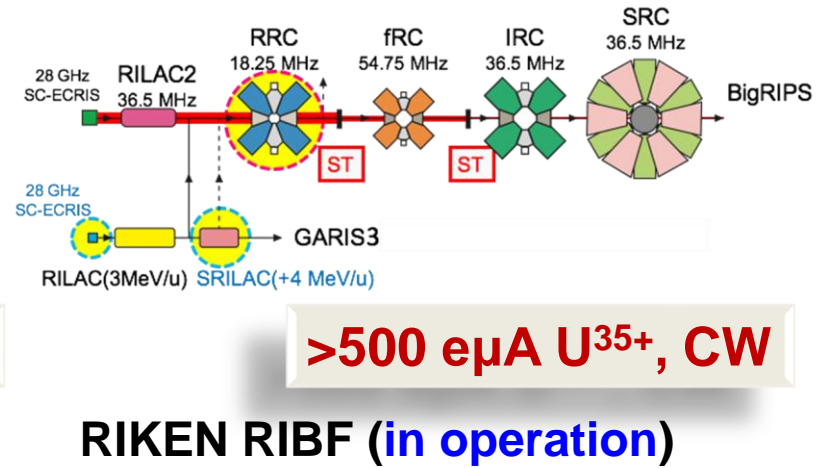 SRC
36.5 MHz
RRC
18.25 MHz
fRC
54.75 MHz
IRC
36.5 MHz
28 GHz
SC-ECRIS
RILAC2
36.5 MHz
BigRIPS
ST
ST
28 GHz
SC-ECRIS
GARIS3
RILAC(3MeV/u) SRILAC(+4 MeV/u)
>500 eµA U³⁵⁺, CW
RIKEN RIBF (in operation)